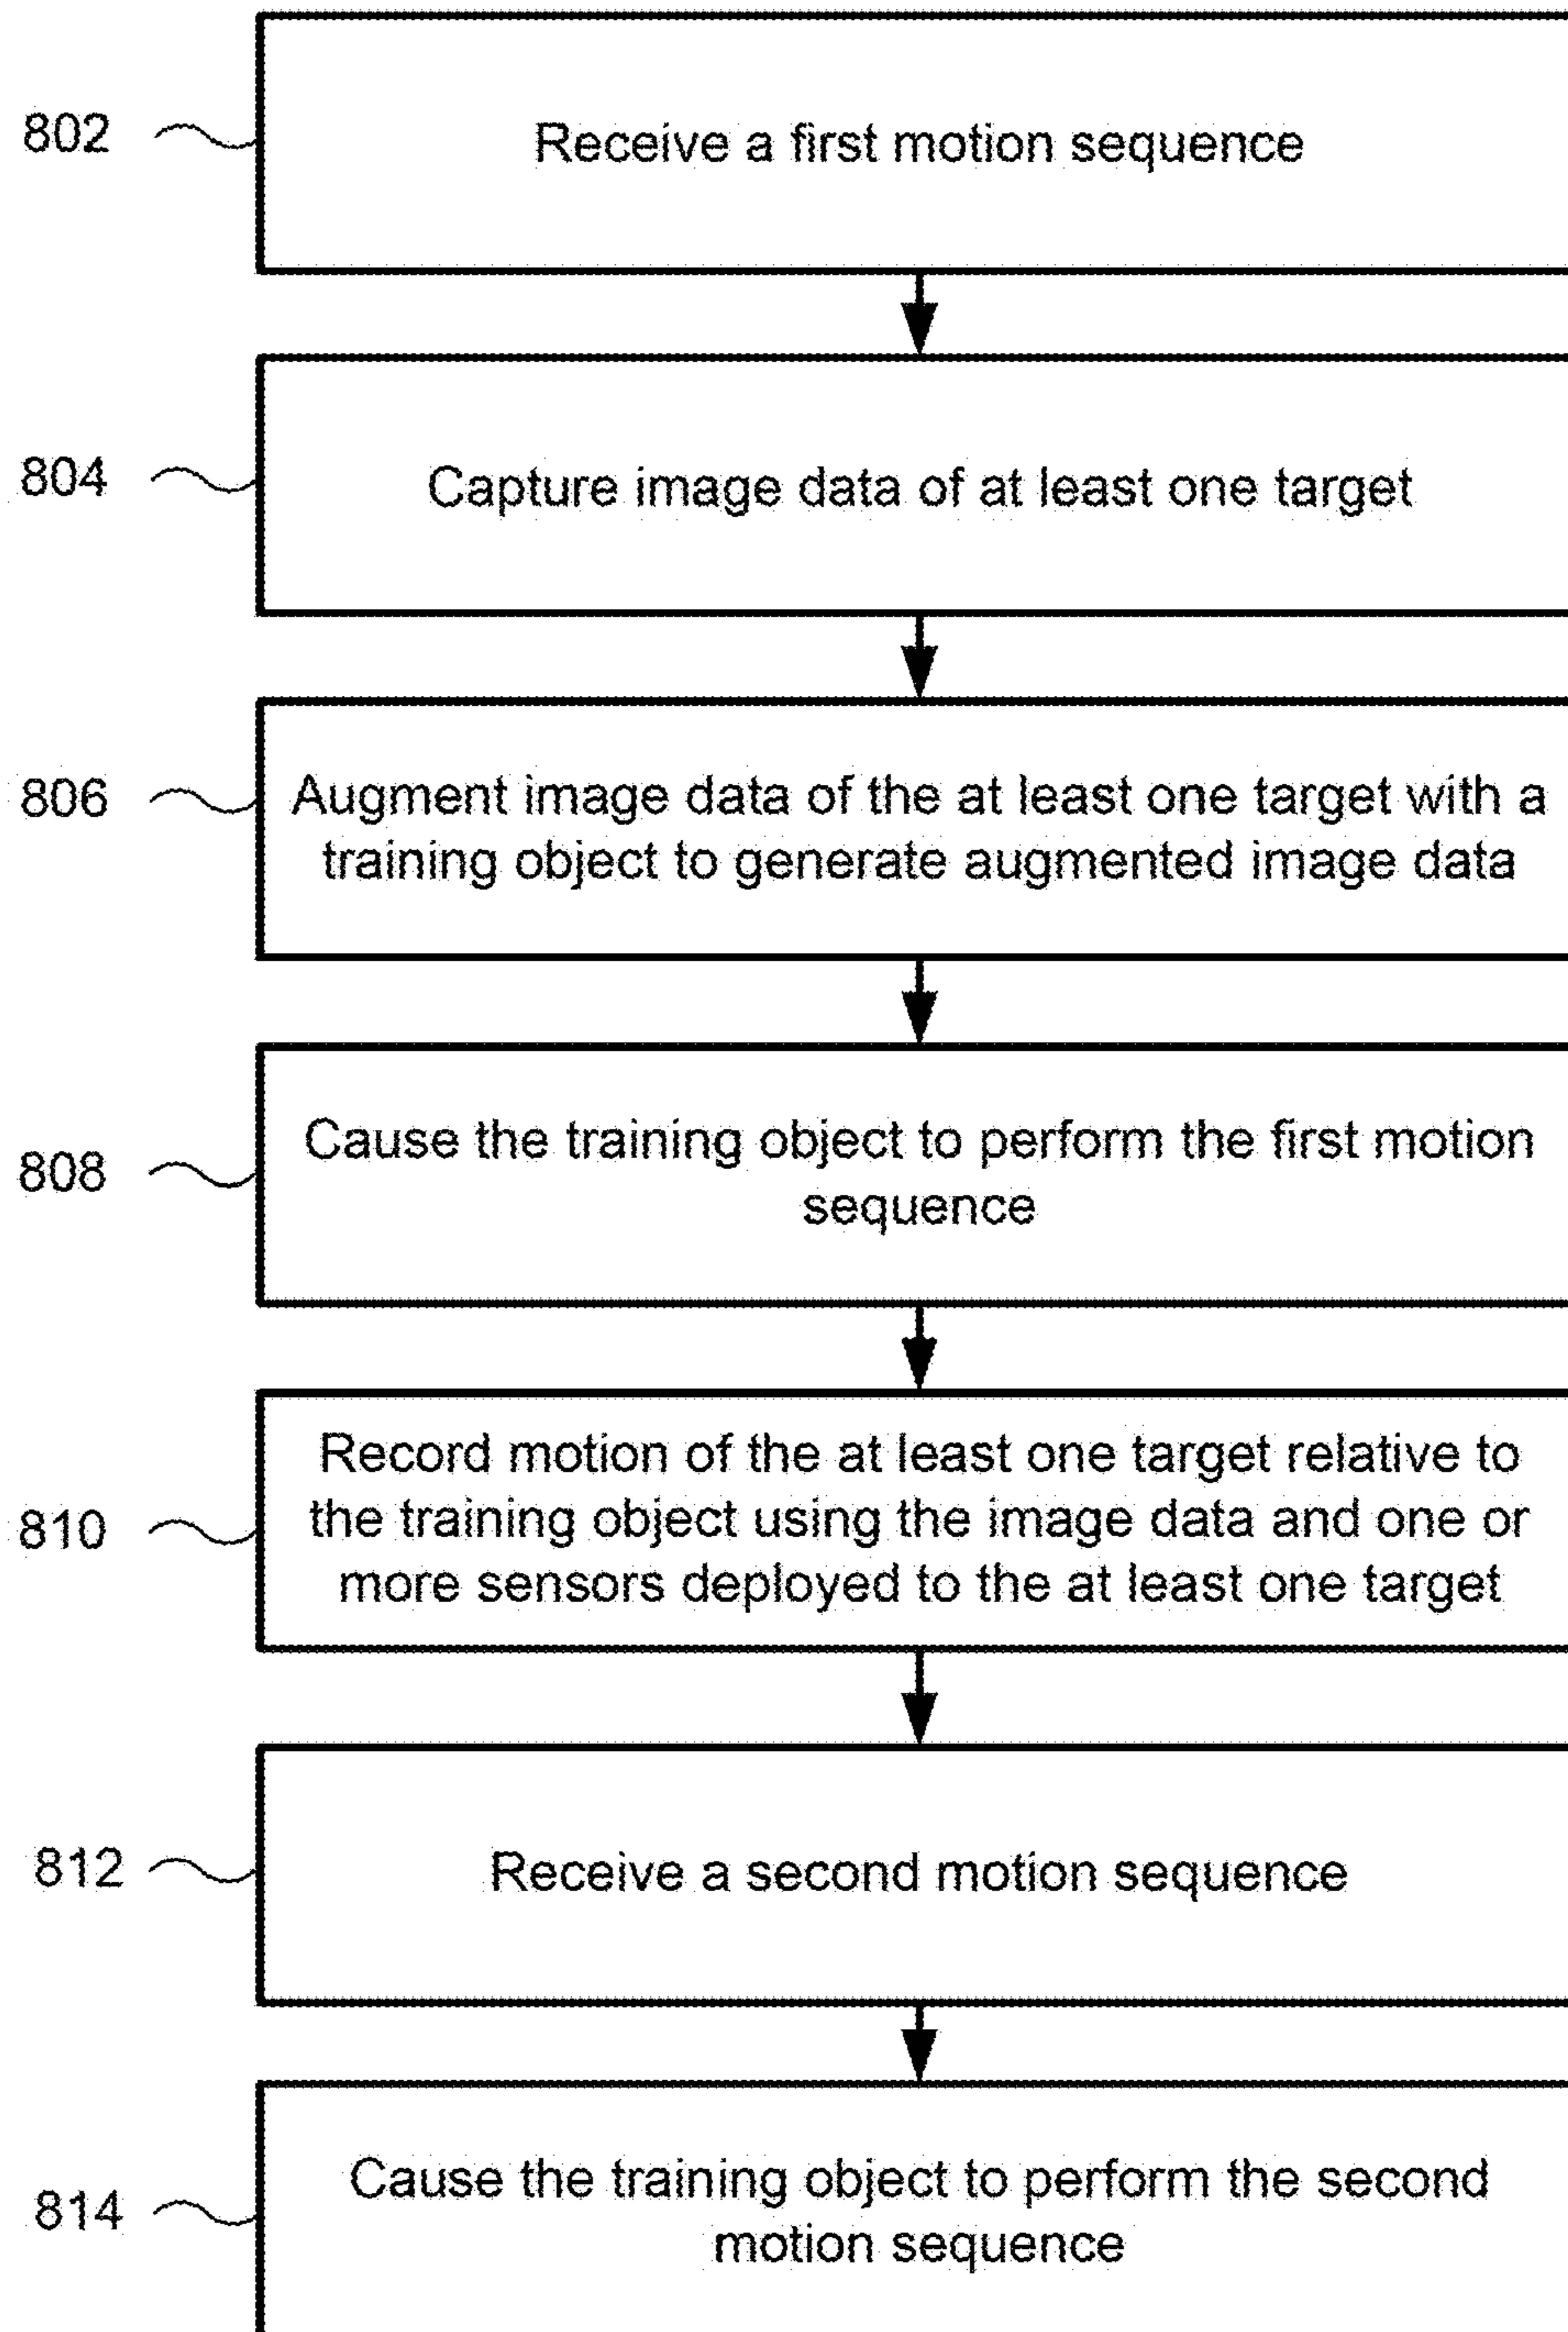 802
Receive a first motion sequence
804
Capture image data of at least one target
806
Augment image data of the at least one target with a
training object to generate augmented image data
808
Cause the training object to perform the first motion
sequence
810
Record motion of the at least one target relative to
the training object using the image data and one or
more sensors deployed to the at least one target
812
Receive a second motion sequence
814
Cause the training object to perform the second
motion sequence